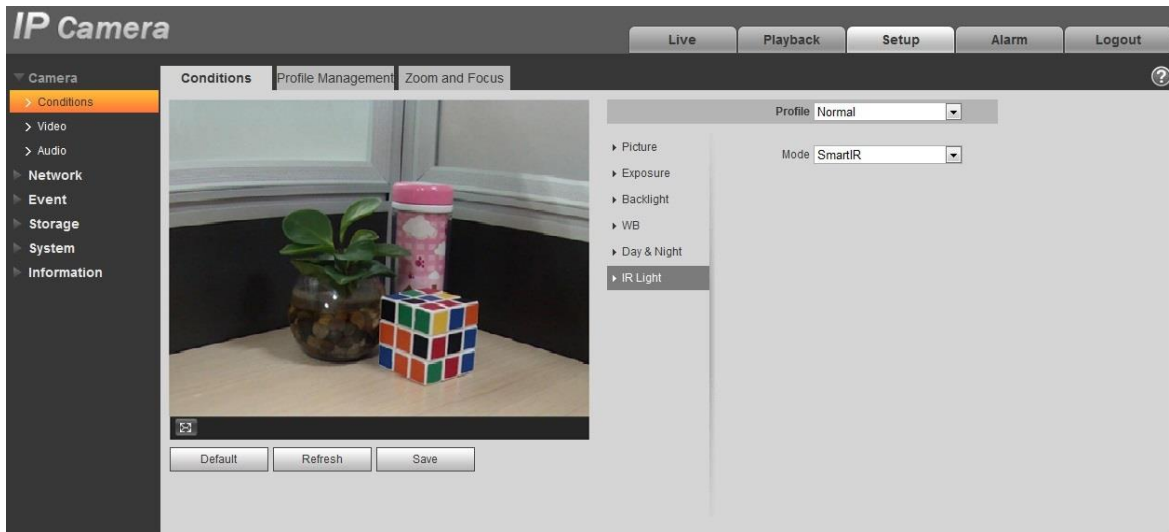 IP Camera
Live Playback Setup Alarm Logout
Camera
Conditions
Video
Audio
Network
Event
Storage
System
Information
Conditions Profile Management Zoom and Focus
?
Default Refresh Save
Profile Normal
Picture
Exposure
Backlight
WB
Day & Night
IR Light
Mode SmartIR